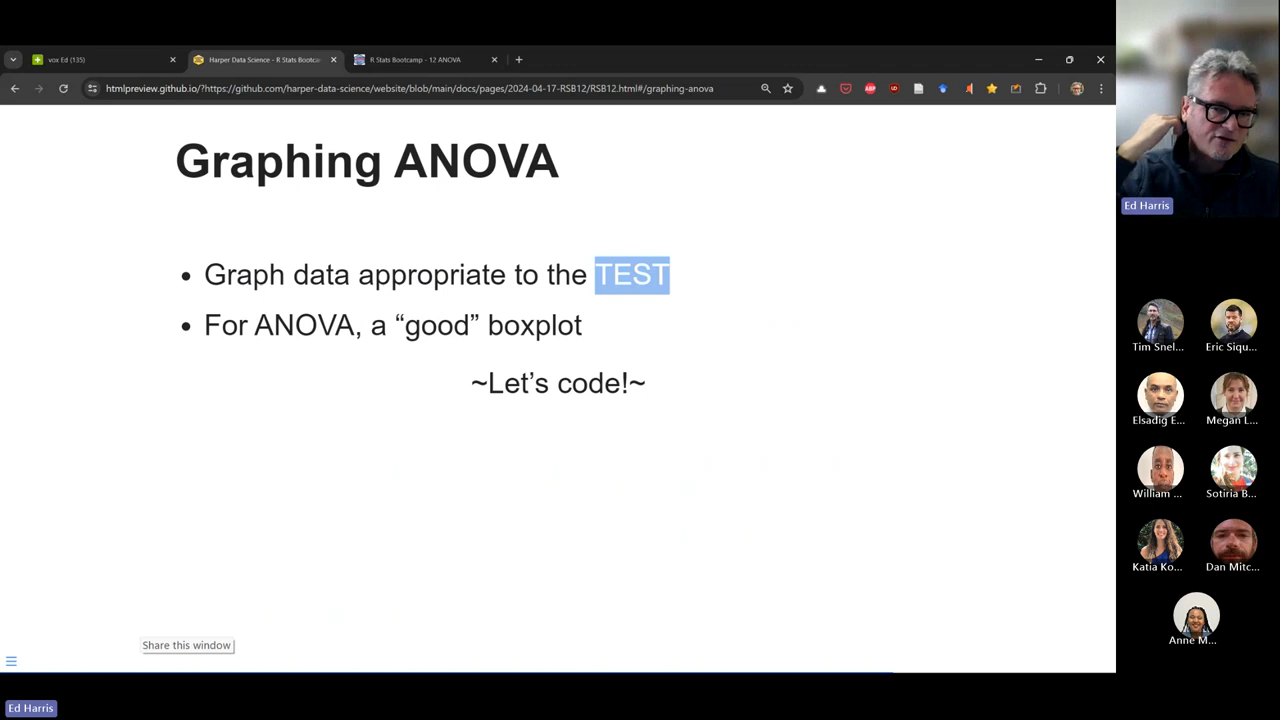 vox Ed (135)
Harper Data Science - R Stats Bootca
R Stats Bootcamp - 12 ANOVA
htmlpreview.github.io/?https://github.com/harper-data-science/website/blob/main/docs/pages/2024-04-17-RSB12/RSB12.html#/graphing-anova
Graphing ANOVA
• Graph data appropriate to the TEST
• For ANOVA, a “good” boxplot
~Let’s code!~
Share this window
Ed Harris
Ed Harris
Tim Snel...
Eric Siqu...
Elsadig E...
Megan L...
William ...
Sotiria B...
Katia Ko...
Dan Mitc...
Anne M...